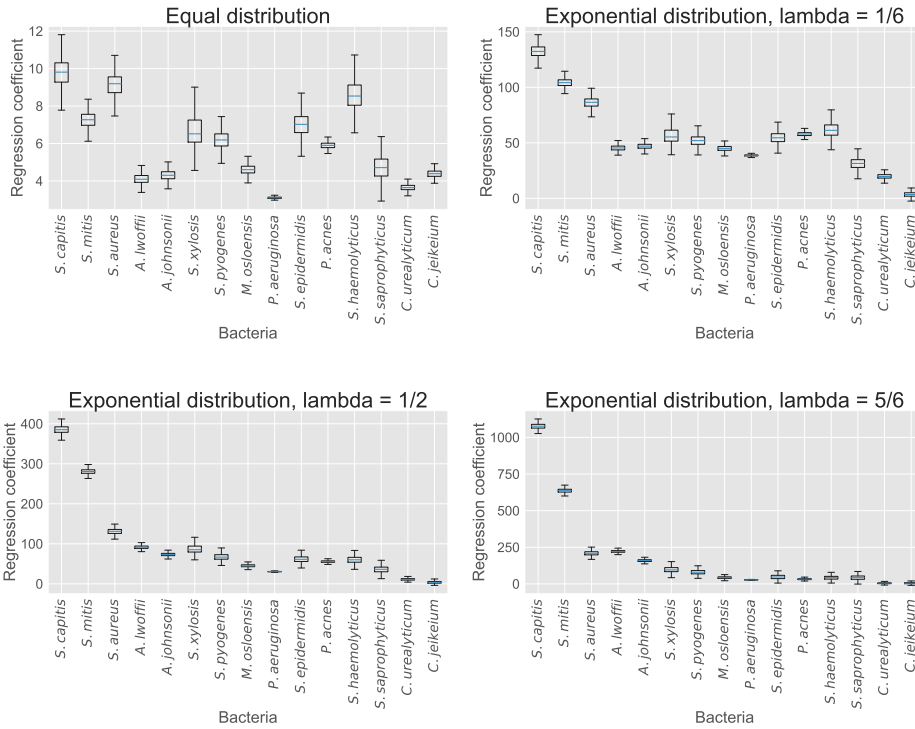 Equal distribution
Regression coefficient
12
10
8
6
4
S. capitis
S. mitis
S. aureus
A. lwoffii
A. johnsonii
S. xylosis
S. pyogenes
M. osloensis
P. aeruginosa
S. epidermidis
P. acnes
S. haemolyticus
S. saprophyticus
C. urealyticum
C. jeikeium
Bacteria
Exponential distribution, lambda = 1/6
Regression coefficient
150
100
50
0
S. capitis
S. mitis
S. aureus
A. lwoffii
A. johnsonii
S. xylosis
S. pyogenes
M. osloensis
P. aeruginosa
S. epidermidis
P. acnes
S. haemolyticus
S. saprophyticus
C. urealyticum
C. jeikeium
Bacteria
Exponential distribution, lambda = 1/2
Regression coefficient
400
300
200
100
0
S. capitis
S. mitis
S. aureus
A. lwoffii
A. johnsonii
S. xylosis
S. pyogenes
M. osloensis
P. aeruginosa
S. epidermidis
P. acnes
S. haemolyticus
S. saprophyticus
C. urealyticum
C. jeikeium
Bacteria
Exponential distribution, lambda = 5/6
Regression coefficient
1000
750
500
250
0
S. capitis
S. mitis
S. aureus
A. lwoffii
A. johnsonii
S. xylosis
S. pyogenes
M. osloensis
P. aeruginosa
S. epidermidis
P. acnes
S. haemolyticus
S. saprophyticus
C. urealyticum
C. jeikeium
Bacteria